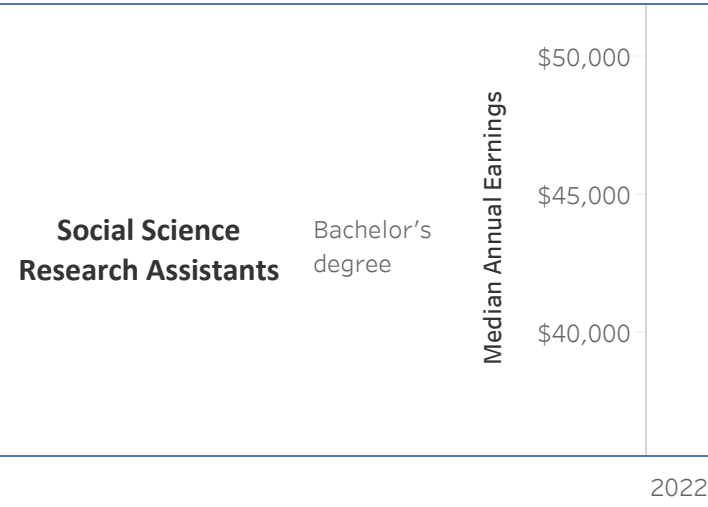 Social Science
Research Assistants
Bachelor's
degree
Median Annual Earnings
$50,000
$45,000
$40,000
2022